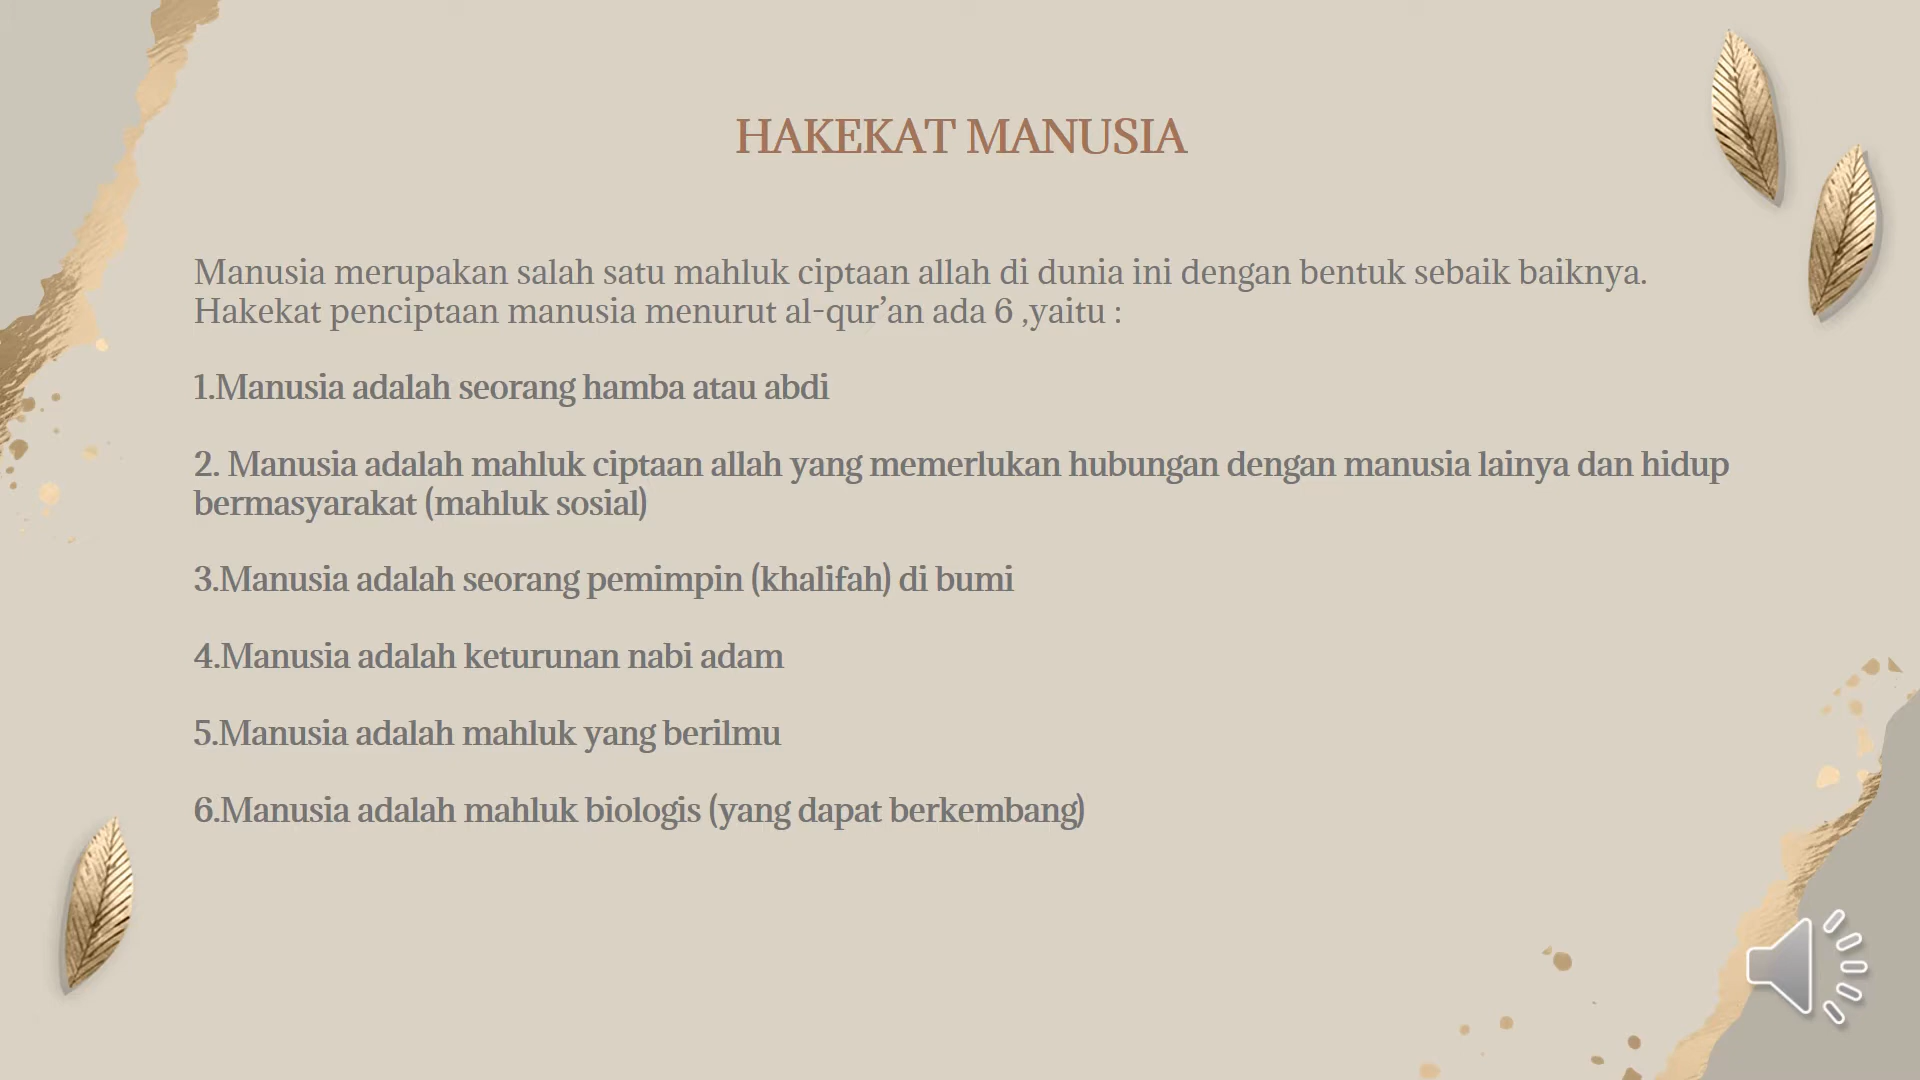 HAKEKAT MANUSIA
Manusia merupakan salah satu mahluk ciptaan allah di dunia ini dengan bentuk sebaik baiknya.
Hakekat penciptaan manusia menurut al-qur’an ada 6 ,yaitu :
1.Manusia adalah seorang hamba atau abdi
2. Manusia adalah mahluk ciptaan allah yang memerlukan hubungan dengan manusia lainya dan hidup
bermasyarakat (mahluk sosial)
3.Manusia adalah seorang pemimpin (khalifah) di bumi
4.Manusia adalah keturunan nabi adam
5.Manusia adalah mahluk yang berilmu
6.Manusia adalah mahluk biologis (yang dapat berkembang)